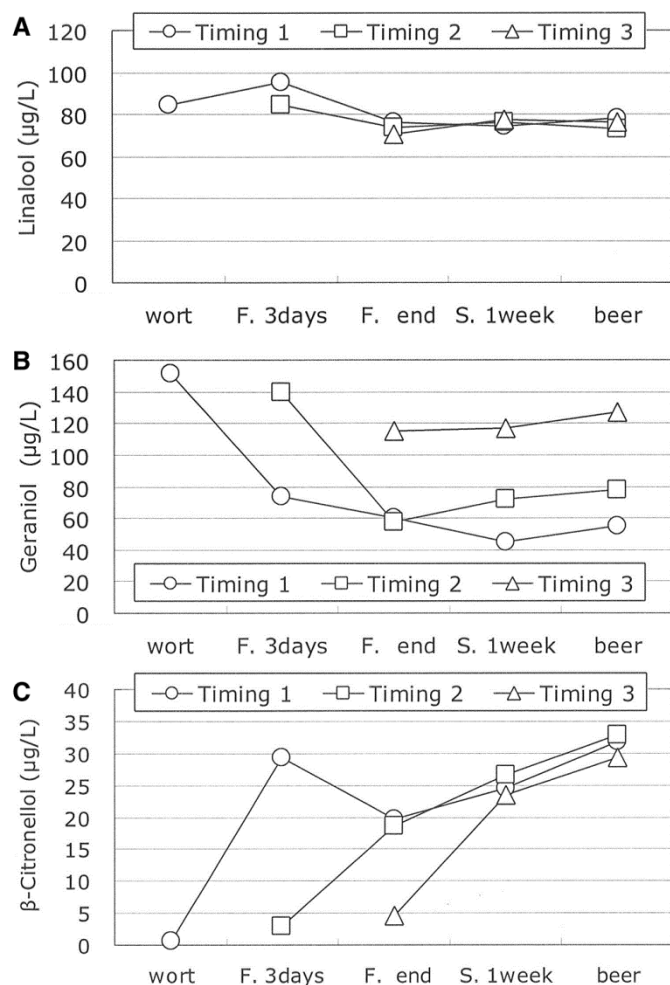 A
Timing 1 Timing 2 Timing 3
Linalool (µg/L)
120
100
80
60
40
20
0
wort F. 3days F. end S. 1week beer
B
Geraniol (µg/L)
160
140
120
100
80
60
40
20
0
Timing 1 Timing 2 Timing 3
wort F. 3days F. end S. 1week beer
C
Timing 1 Timing 2 Timing 3
β-Citronellol (µg/L)
40
35
30
25
20
15
10
5
0
wort F. 3days F. end S. 1week beer